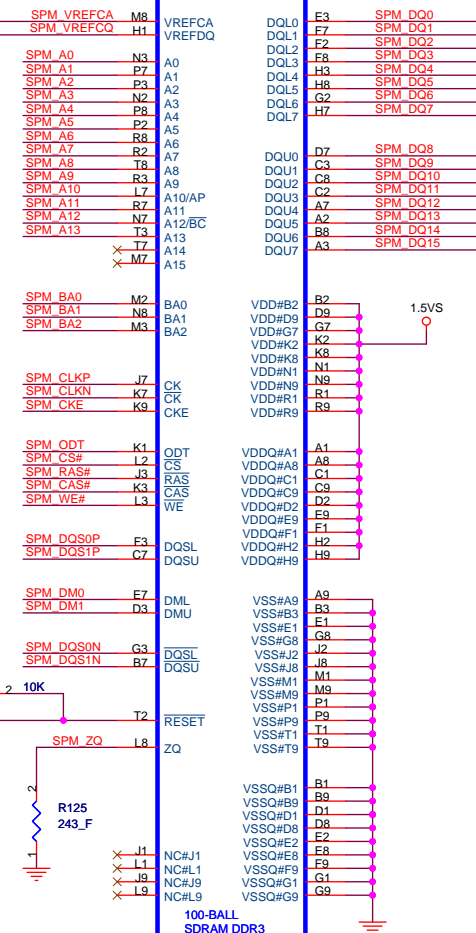 SPM_VREFCA M8 VREFCA E3 DQL0 SPM_DQ0
SPM_VREFCQ H1 VREFDQ F7 DQL1 SPM_DQ1
F2 DQL2 SPM_DQ2
SPM_A0 N3 A0 F8 DQL3 SPM_DQ3
SPM_A1 P7 A1 H3 DQL4 SPM_DQ4
SPM_A2 P3 A2 H8 DQL5 SPM_DQ5
SPM_A3 N2 A3 G2 DQL6 SPM_DQ6
SPM_A4 P8 A4 H7 DQL7 SPM_DQ7
SPM_A5 P2 A5
SPM_A6 R8 A6
SPM_A7 R2 A7 D7 DQU0 SPM_DQ8
SPM_A8 T8 A8 C3 DQU1 SPM_DQ9
SPM_A9 R3 A9 C8 DQU2 SPM_DQ10
SPM_A10 L7 A10/AP C2 DQU3 SPM_DQ11
SPM_A11 R7 A11 A7 DQU4 SPM_DQ12
SPM_A12 N7 A12/BC A2 DQU5 SPM_DQ13
SPM_A13 T3 A13 B8 DQU6 SPM_DQ14
T7 A14 A3 DQU7 SPM_DQ15
M7 A15
SPM_BA0 M2 BA0 VDD#B2 B2
SPM_BA1 N8 BA1 VDD#D9 D9 1.5VS
SPM_BA2 M3 BA2 VDD#G7 G7
VDD#K2 K2
VDD#K8 K8
VDD#N1 N1
SPM_CLKP J7 CK VDD#N9 N9
SPM_CLKN K7 CK VDD#R1 R1
SPM_CKE K9 CKE VDD#R9 R9
SPM_ODT K1 ODT VDDQ#A1 A1
SPM_CS# L2 CS VDDQ#A8 A8
SPM_RAS# J3 RAS VDDQ#C1 C1
SPM_CAS# K3 CAS VDDQ#C9 C9
SPM_WE# L3 WE VDDQ#D2 D2
VDDQ#E9 E9
VDDQ#F1 F1
SPM_DQS0P F3 DQSL VDDQ#H2 H2
SPM_DQS1P C7 DQSU VDDQ#H9 H9
SPM_DM0 E7 DML VSS#A9 A9
SPM_DM1 D3 DMU VSS#B3 B3
VSS#E1 E1
VSS#G8 G8
SPM_DQS0N G3 DQSL VSS#J2 J2
SPM_DQS1N B7 DQSU VSS#J8 J8
VSS#M1 M1
2 10K VSS#M9 M9
VSS#P1 P1
T2 RESET VSS#P9 P9
VSS#T1 T1
SPM_ZQ L8 ZQ VSS#T9 T9
2 VSSQ#B1 B1
R125 VSSQ#B9 B9
243_F VSSQ#D1 D1
VSSQ#D8 D8
VSSQ#E2 E2
1 J1 NC#J1 VSSQ#E8 E8
L1 NC#L1 VSSQ#F9 F9
J9 NC#J9 VSSQ#G1 G1
L9 NC#L9 VSSQ#G9 G9
100-BALL
SDRAM DDR3